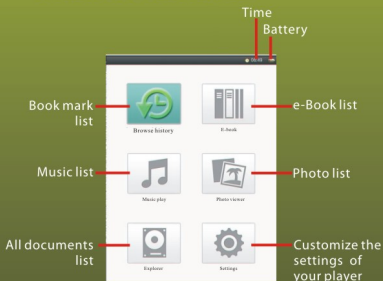 Time
Battery
Book mark
list
Browse history
E-book
e-Book list
Music list
Music play
Photo viewer
Photo list
All documents
list
Explorer
Settings
Customize the
settings of
your player